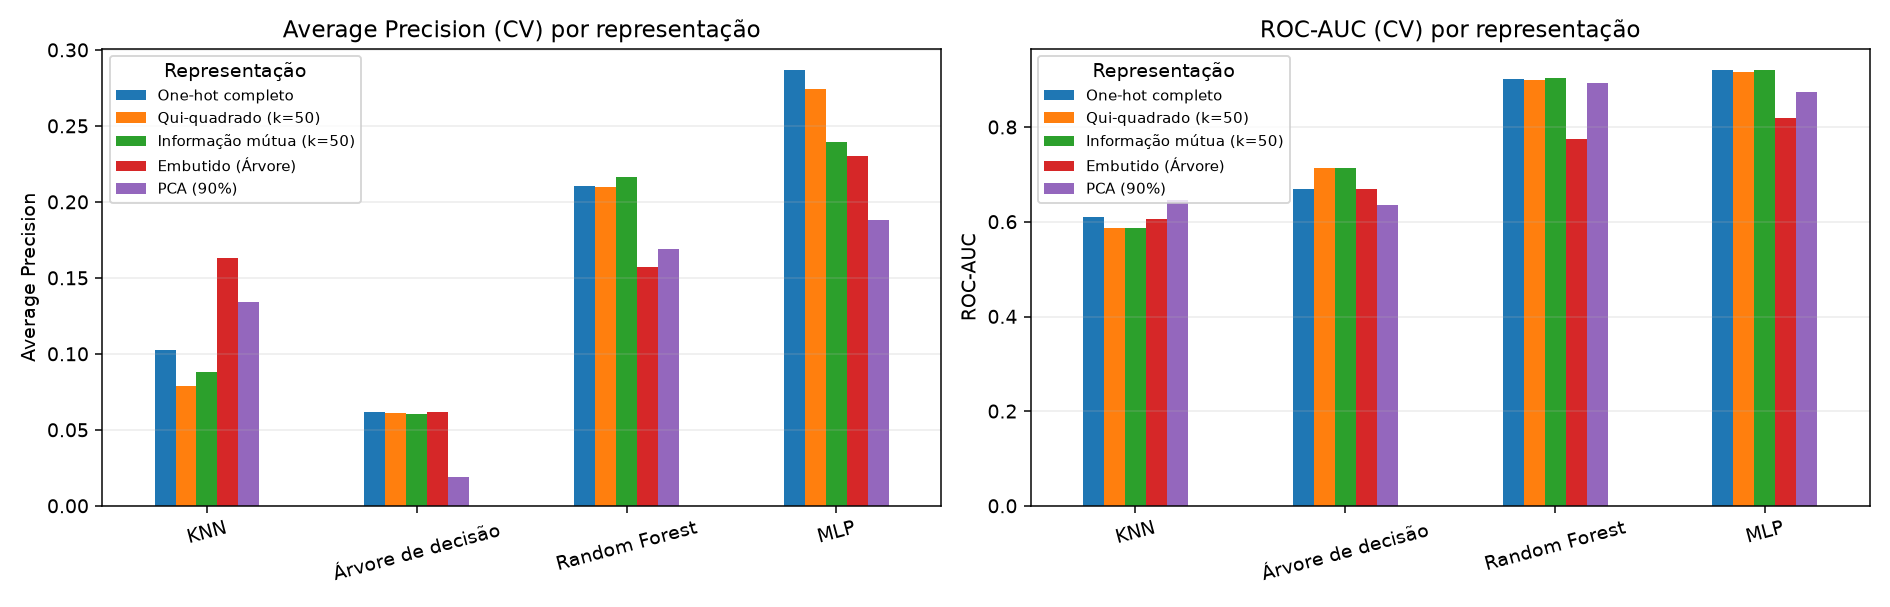 Average Precision (CV) por representação
Average Precision
0.30
0.25
0.20
0.15
0.10
0.05
0.00
Representação
One-hot completo
Qui-quadrado (k=50)
Informação mútua (k=50)
Embutido (Árvore)
PCA (90%)
KNN
Árvore de decisão
Random Forest
MLP
ROC-AUC (CV) por representação
ROC-AUC
0.8
0.6
0.4
0.2
0.0
Representação
One-hot completo
Qui-quadrado (k=50)
Informação mútua (k=50)
Embutido (Árvore)
PCA (90%)
KNN
Árvore de decisão
Random Forest
MLP